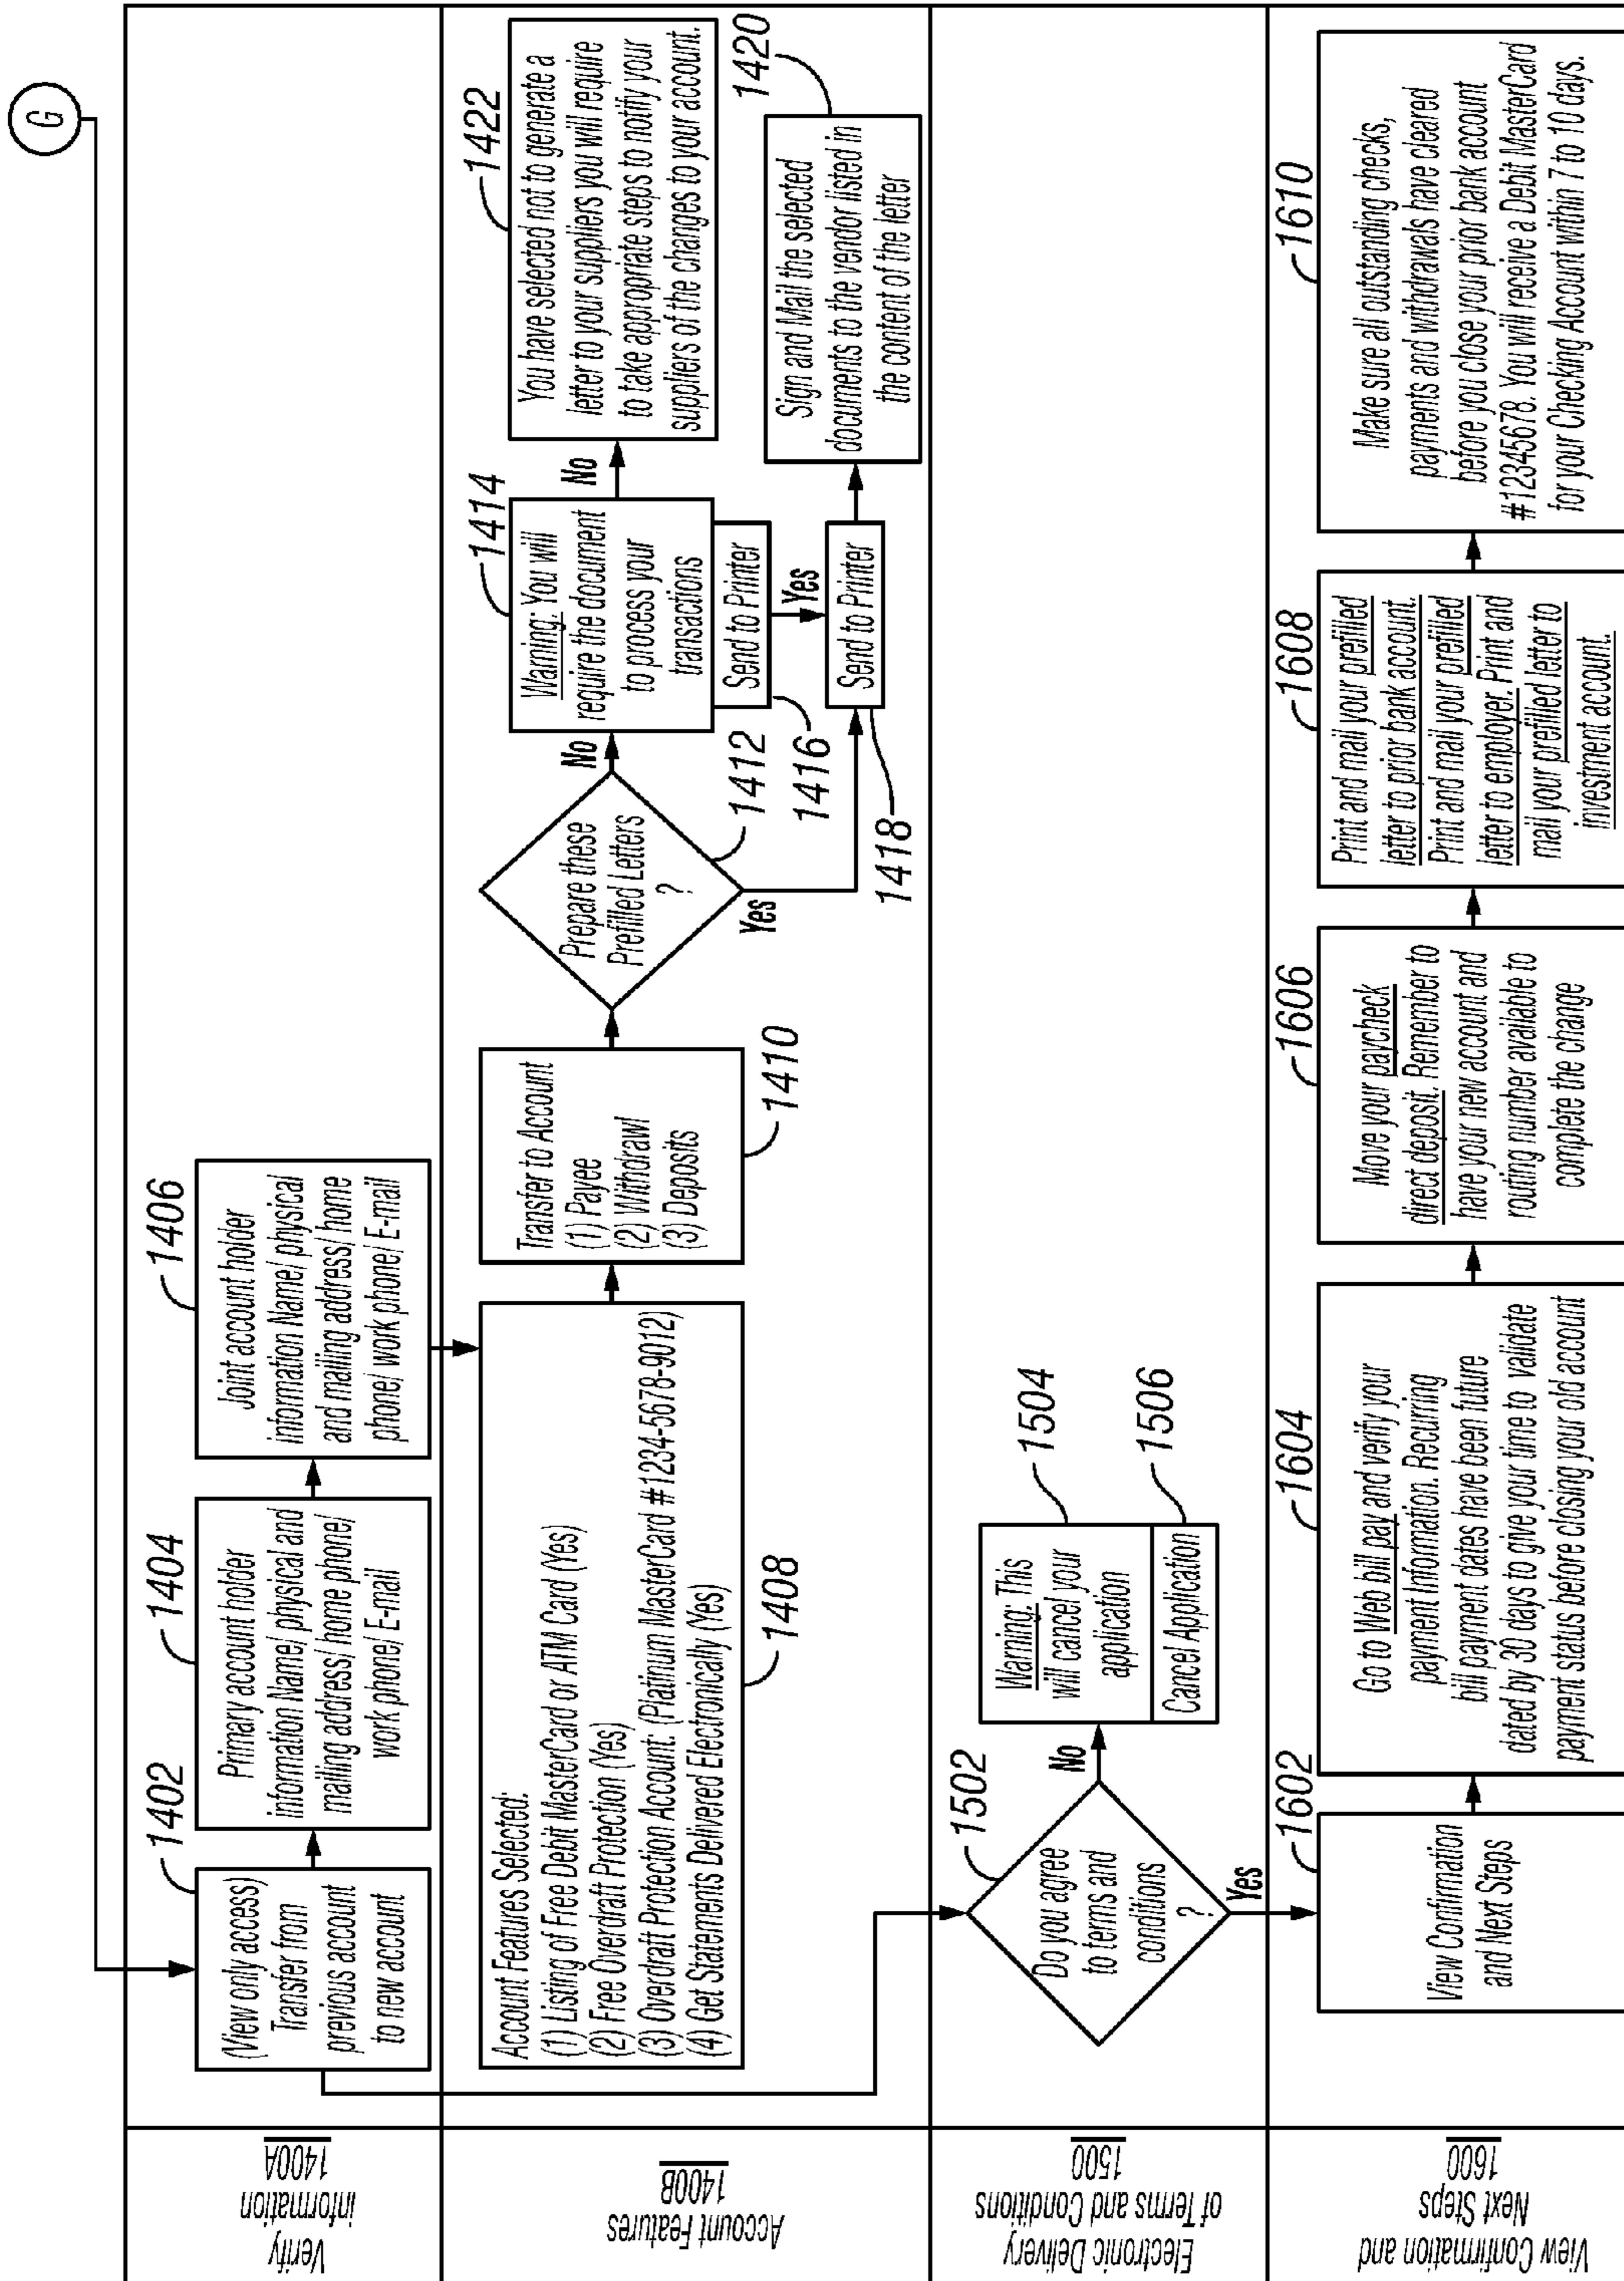 G
Verify
information
1400A
1402
(View only access)
Transfer from
previous account
to new account
1404
Primary account holder
information Name/ physical and
mailing address/ home phone/
work phone/ E-mail
1406
Joint account holder
information Name/ physical
and mailing address/ home
phone/ work phone/ E-mail
Account Features
1400B
Account Features Selected:
(1) Listing of Free Debit MasterCard or ATM Card (Yes)
(2) Free Overdraft Protection (Yes)
(3) Overdraft Protection Account: (Platinum MasterCard #1234-5678-9012)
(4) Get Statements Delivered Electronically (Yes)
1408
Transfer to Account
(1) Payee
(2) Withdrawl
(3) Deposits
1410
Prepare these
Prefilled Letters
?
1412
No
Yes
1414
Warning: You will
require the document
to process your
transactions
Send to Printer
1416
Yes
Send to Printer
1418
No
1422
You have selected not to generate a
letter to your suppliers you will require
to take appropriate steps to notify your
suppliers of the changes to your account.
1420
Sign and Mail the selected
documents to the vendor listed in
the content of the letter
Electronic Delivery
of Terms and Conditions
1500
1502
Do you agree
to terms and
conditions
?
No
Yes
1504
Warning: This
will cancel your
application
Cancel Application
1506
View Confirmation and
Next Steps
1600
1602
View Confirmation
and Next Steps
1604
Go to Web bill pay and verify your
payment Information. Recurring
bill payment dates have been future
dated by 30 days to give your time to validate
payment status before closing your old account
1606
Move your paycheck
direct deposit. Remember to
have your new account and
routing number available to
complete the change
1608
Print and mail your prefilled
letter to prior bank account.
Print and mail your prefilled
letter to employer. Print and
mail your prefilled letter to
investment account.
1610
Make sure all outstanding checks,
payments and withdrawals have cleared
before you close your prior bank account
#12345678. You will receive a Debit MasterCard
for your Checking Account within 7 to 10 days.